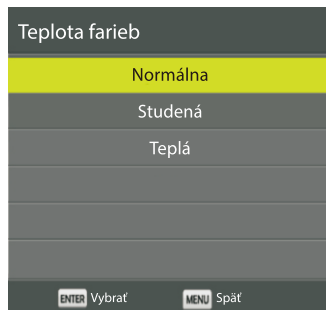 Teplota farieb
Normálna
Studená
Teplá
ENTER Vybrať MENU Späť